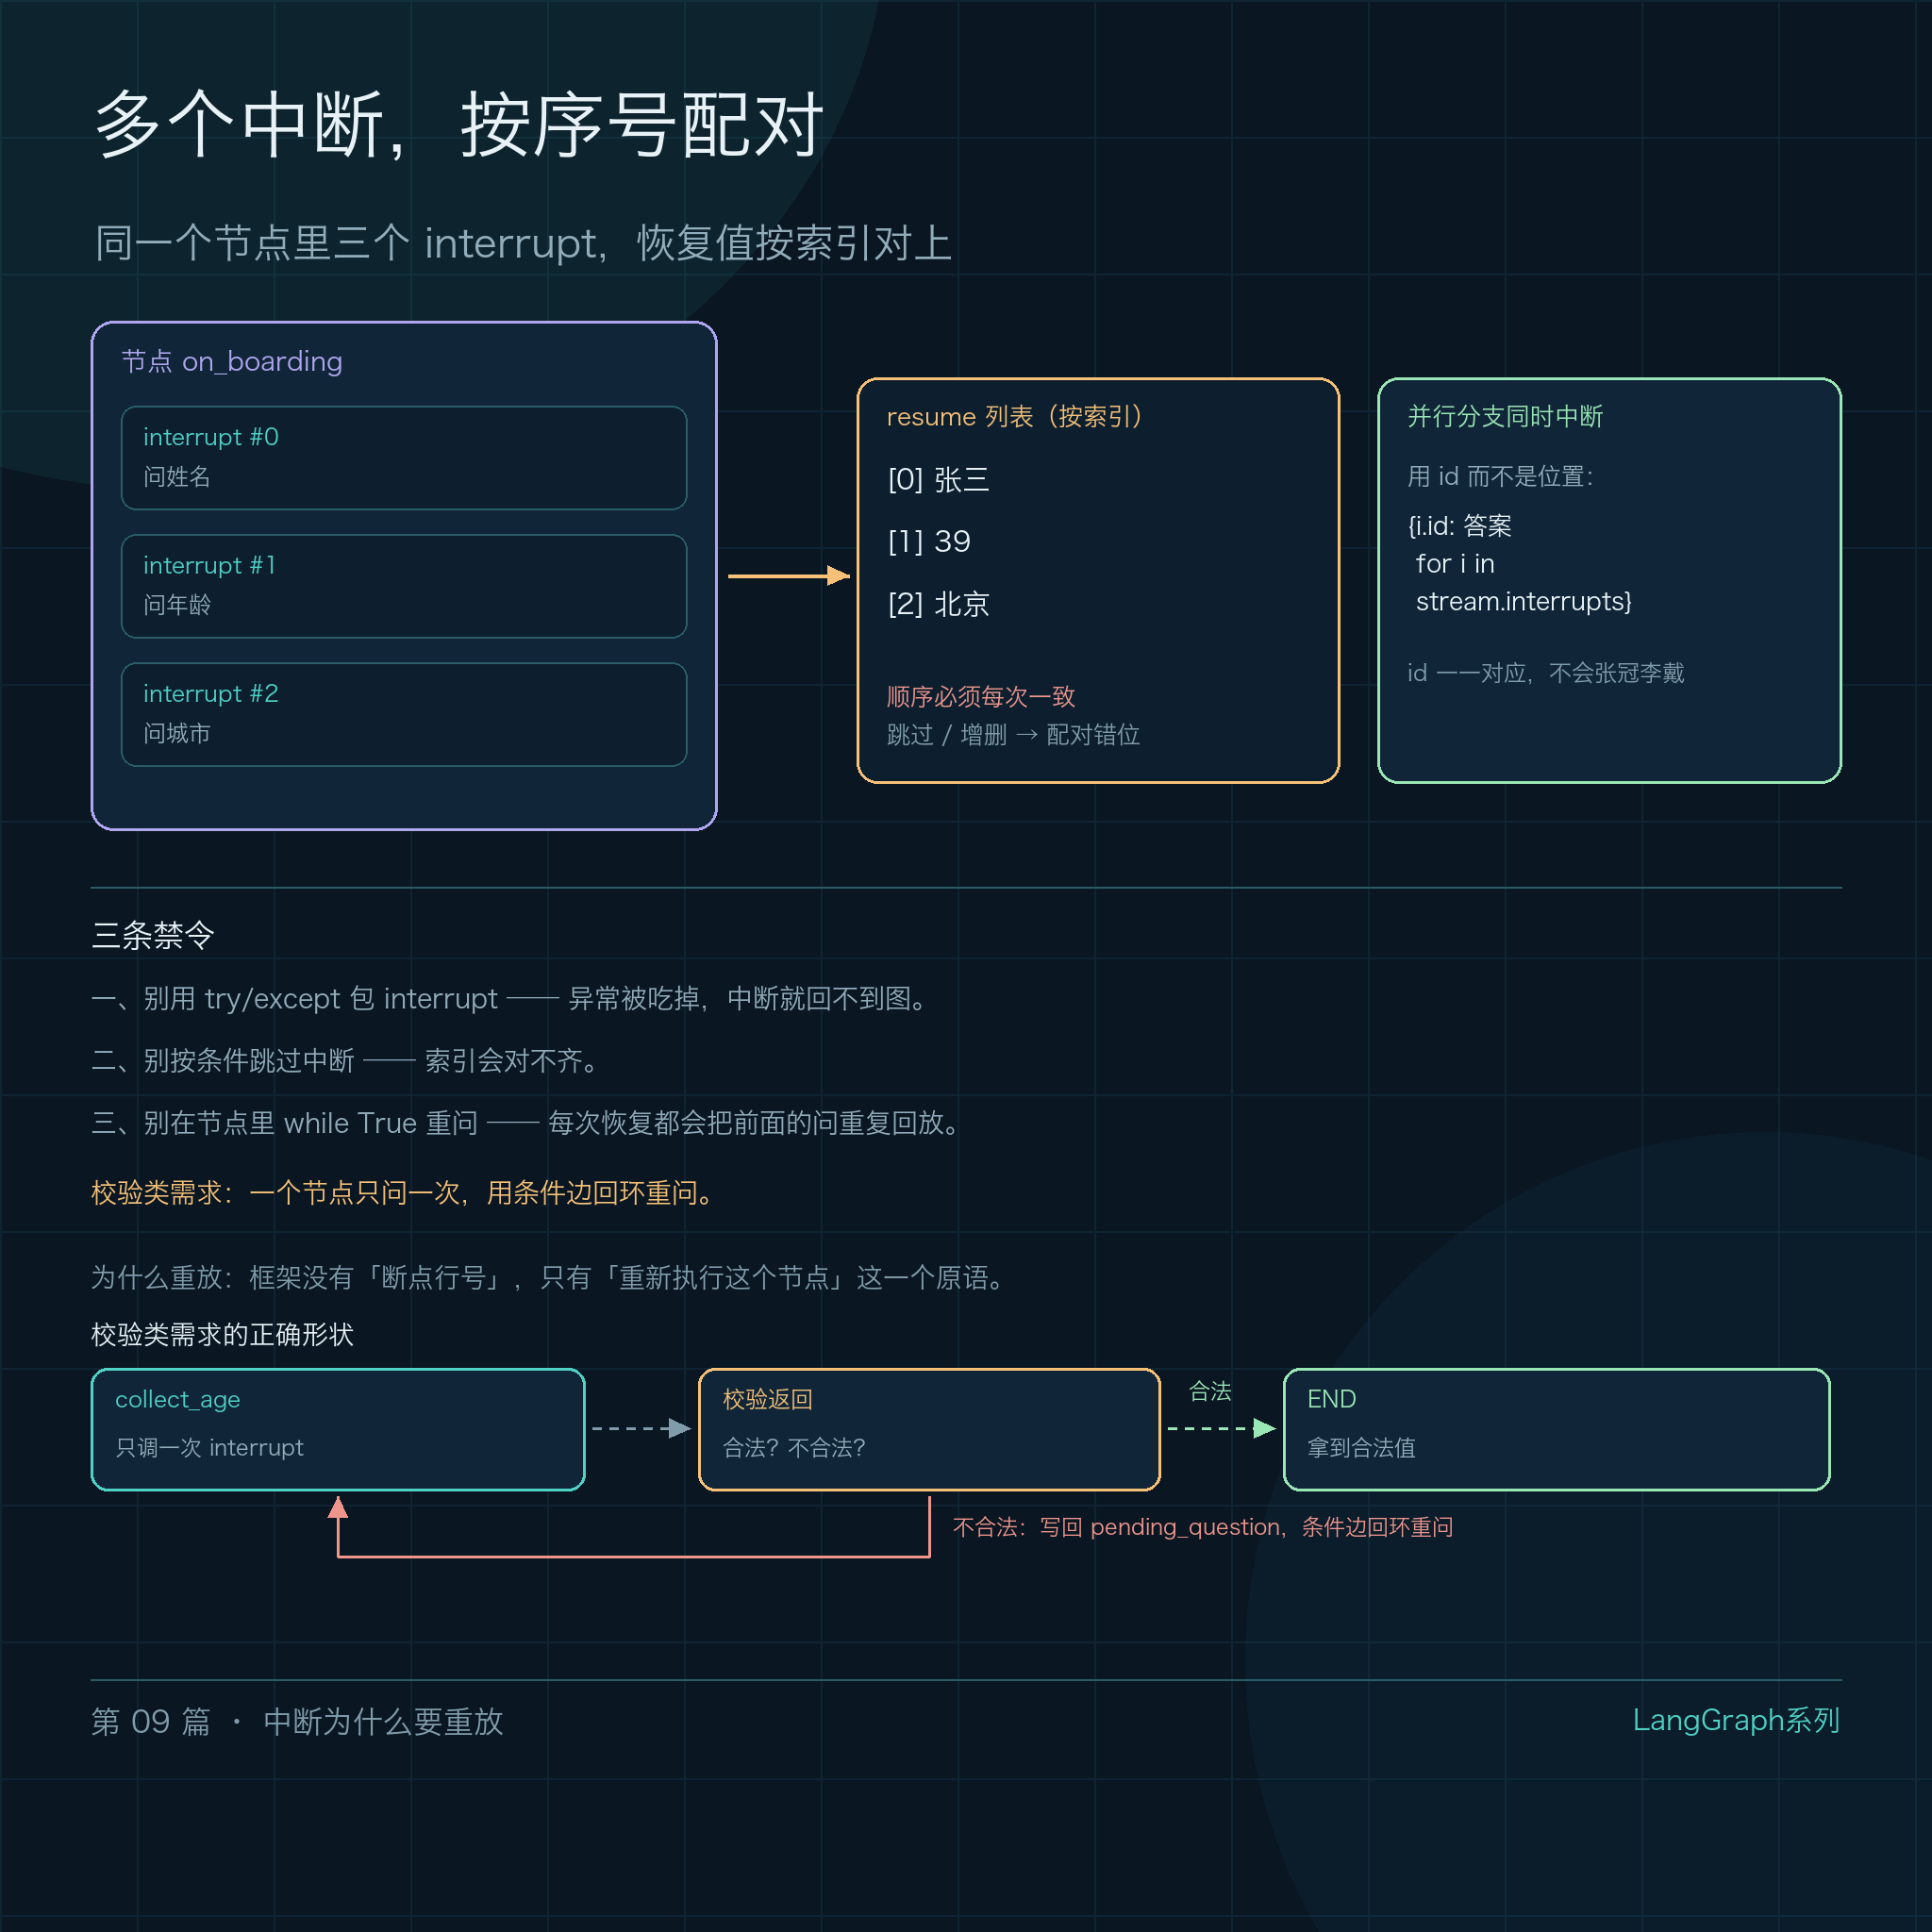 多个中断，按序号配对
同一个节点里三个 interrupt，恢复值按索引对上
节点 on_boarding
interrupt #0
问姓名
interrupt #1
问年龄
interrupt #2
问城市
resume 列表（按索引）
[0] 张三
[1] 39
[2] 北京
顺序必须每次一致
跳过 / 增删 → 配对错位
并行分支同时中断
用 id 而不是位置：
{i.id: 答案
for i in
stream.interrupts}
id 一一对应，不会张冠李戴
三条禁令
一、别用 try/except 包 interrupt —— 异常被吃掉，中断就回不到图。
二、别按条件跳过中断 —— 索引会对不齐。
三、别在节点里 while True 重问 —— 每次恢复都会把前面的问重复回放。
校验类需求：一个节点只问一次，用条件边回环重问。
为什么重放：框架没有「断点行号」，只有「重新执行这个节点」这一个原语。
校验类需求的正确形状
collect_age
只调一次 interrupt
校验返回
合法？不合法？
合法
END
拿到合法值
不合法：写回 pending_question，条件边回环重问
第 09 篇 · 中断为什么要重放
LangGraph系列